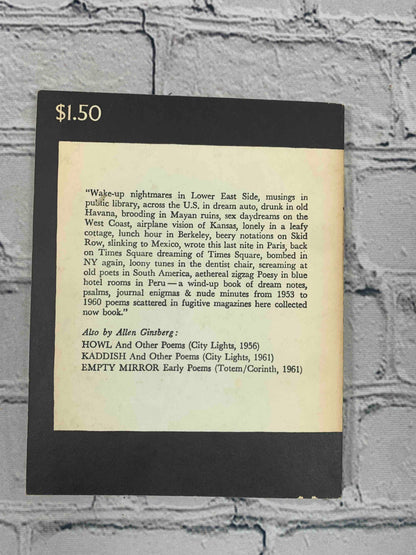 $1.50
"Wake-up nightmares in Lower East Side, musings in
public library, across the U.S. in dream auto, drunk in old
Havana, brooding in Mayan ruins, sex daydreams on the
West Coast, airplane vision of Kansas, lonely in a leafy
cottage, lunch hour in Berkeley, beery notations on Skid
Row, slinking to Mexico, wrote this last nite in Paris, back
on Times Square dreaming of Times Square, bombed in
NY again, loony tunes in the dentist chair, screaming at
old poets in South America, aethereal zigzag Poesy in blue
hotel rooms in Peru — a wind-up book of dream notes,
psalms, journal enigmas & nude minutes from 1953 to
1960 poems scattered in fugitive magazines here collected
now book."
Also by Allen Ginsberg:
HOWL And Other Poems (City Lights, 1956)
KADDISH And Other Poems (City Lights, 1961)
EMPTY MIRROR Early Poems (Totem/Corinth, 1961)